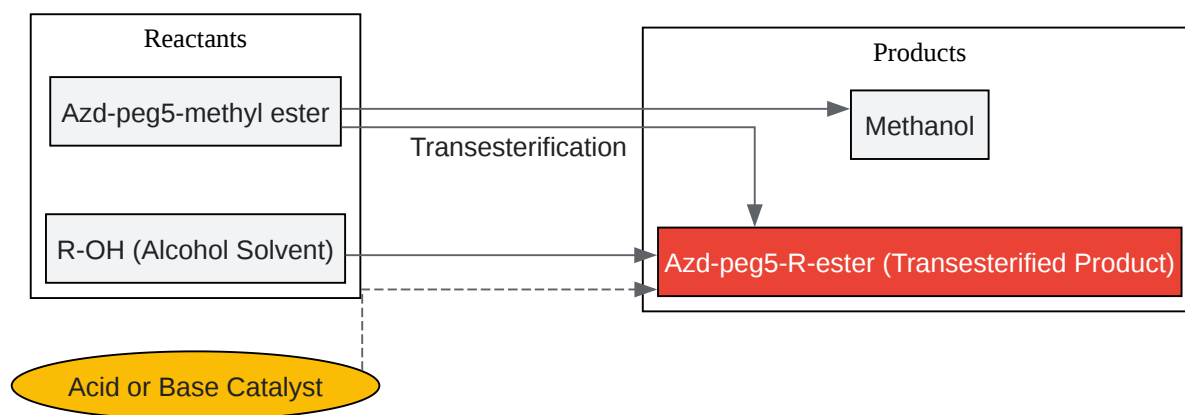 Reactants
Products
Azd-peg5-methyl ester
Methanol
Transesterification
R-OH (Alcohol Solvent)
Azd-peg5-R-ester (Transesterified Product)
Acid or Base Catalyst